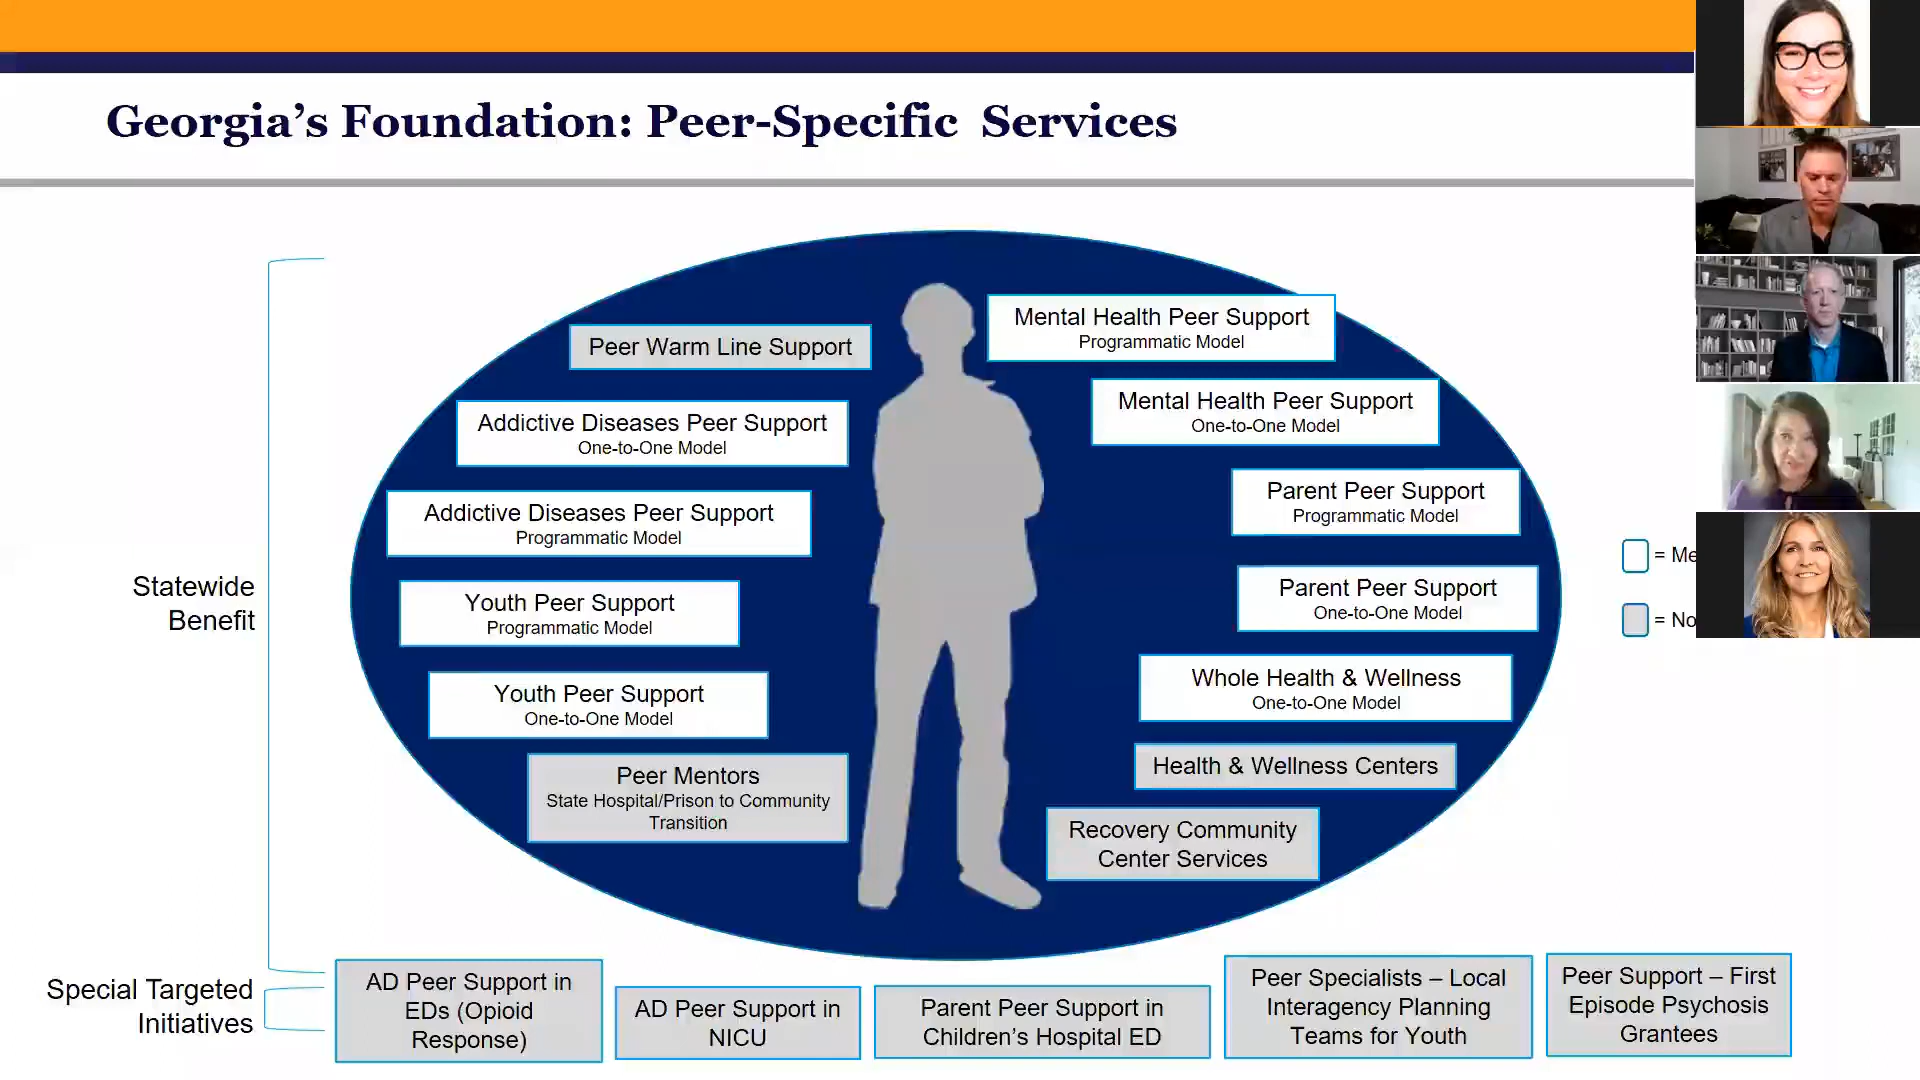 Georgia’s Foundation: Peer-Specific Services
Statewide
Benefit
Peer Warm Line Support
Addictive Diseases Peer Support
One-to-One Model
Addictive Diseases Peer Support
Programmatic Model
Youth Peer Support
Programmatic Model
Youth Peer Support
One-to-One Model
Peer Mentors
State Hospital/Prison to Community
Transition
Mental Health Peer Support
Programmatic Model
Mental Health Peer Support
One-to-One Model
Parent Peer Support
Programmatic Model
Parent Peer Support
One-to-One Model
Whole Health & Wellness
One-to-One Model
Health & Wellness Centers
Recovery Community
Center Services
= Me
= No
Special Targeted
Initiatives
AD Peer Support in
EDs (Opioid
Response)
AD Peer Support in
NICU
Parent Peer Support in
Children’s Hospital ED
Peer Specialists – Local
Interagency Planning
Teams for Youth
Peer Support – First
Episode Psychosis
Grantees